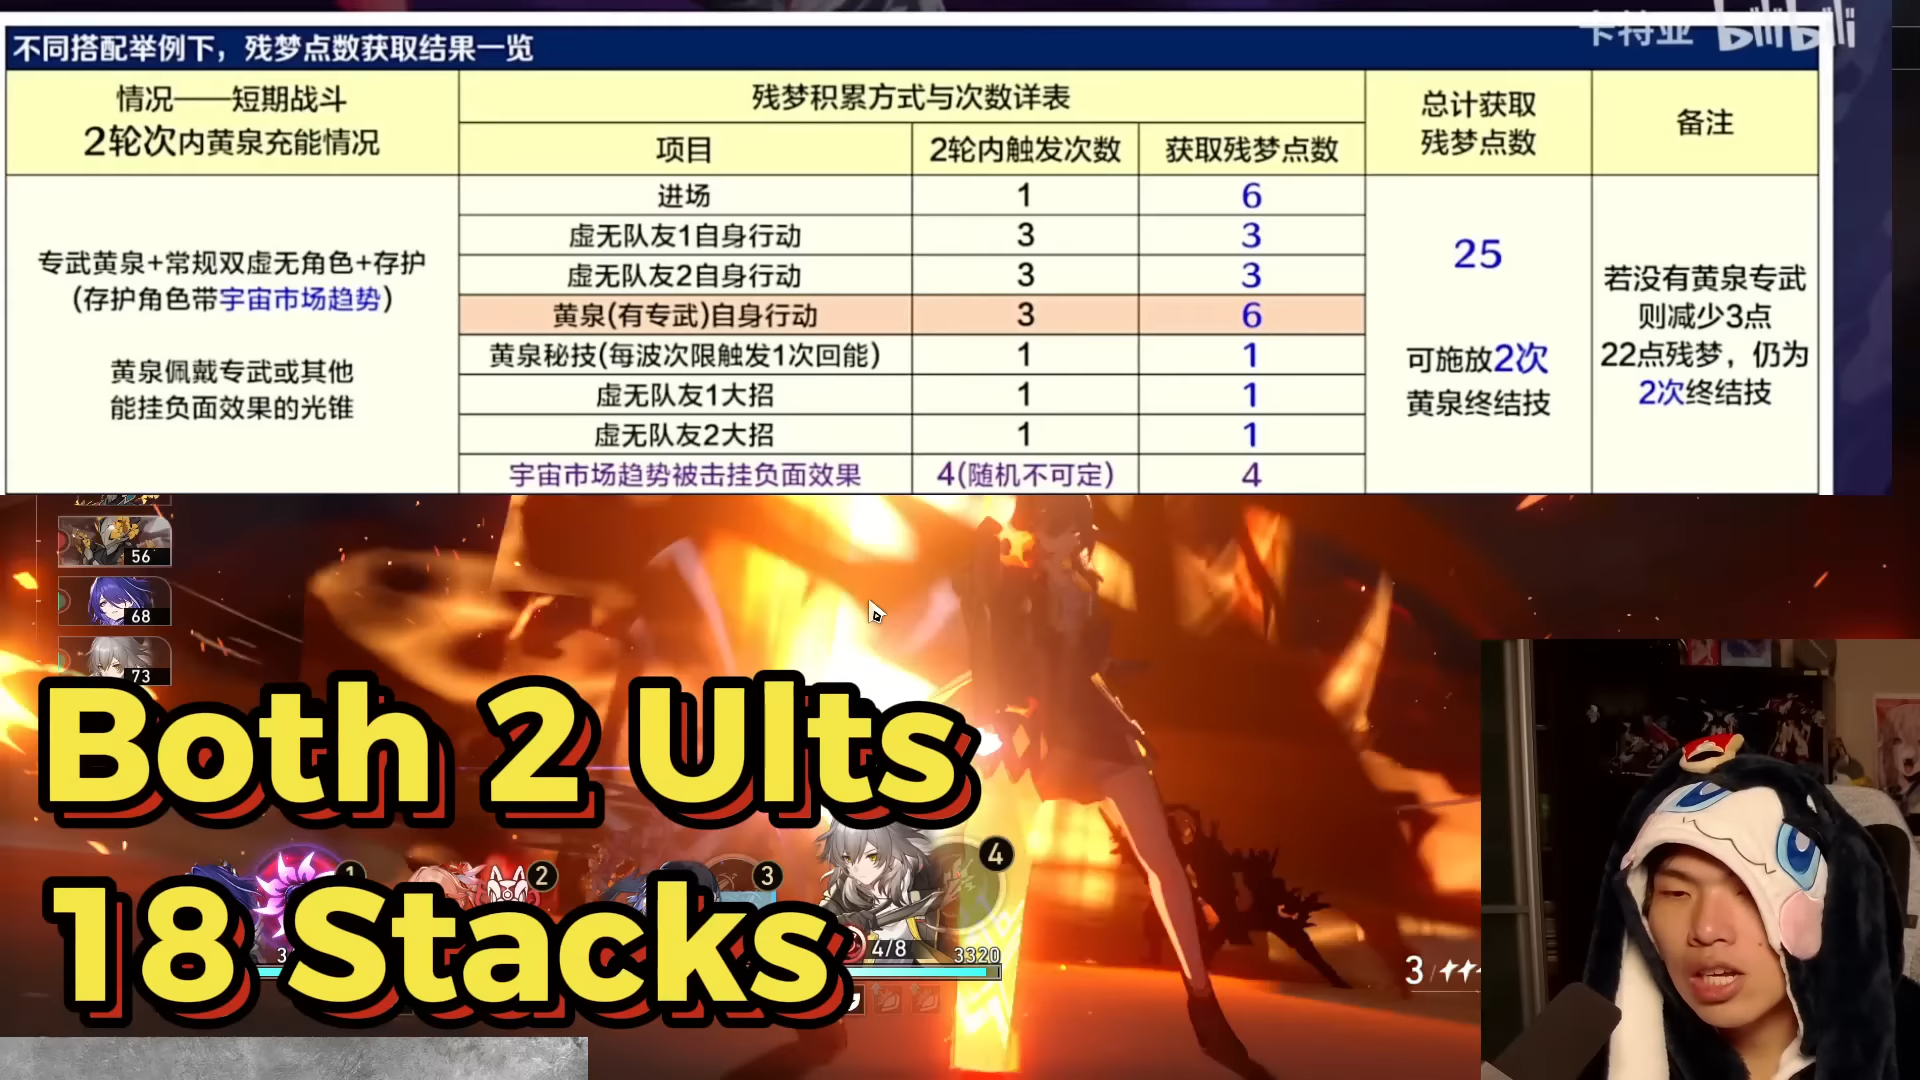 卡特亚 bilibili
不同搭配举例下，残梦点数获取结果一览
情况——短期战斗
2轮次内黄泉充能情况
残梦积累方式与次数详表
项目
2轮内触发次数
获取残梦点数
总计获取
残梦点数
备注
专武黄泉+常规双虚无角色+存护
(存护角色带宇宙市场趋势)
黄泉佩戴专武或其他
能挂负面效果的光锥
进场 1 6
虚无队友1自身行动 3 3
虚无队友2自身行动 3 3
黄泉(有专武)自身行动 3 6
黄泉秘技(每波次限触发1次回能) 1 1
虚无队友1大招 1 1
虚无队友2大招 1 1
宇宙市场趋势被击挂负面效果 4(随机不可定) 4
25
可施放2次
黄泉终结技
若没有黄泉专武
则减少3点
22点残梦，仍为
2次终结技
56
68
73
Both 2 Ults
18 Stacks
1
2
3
4
4/8
3320
3